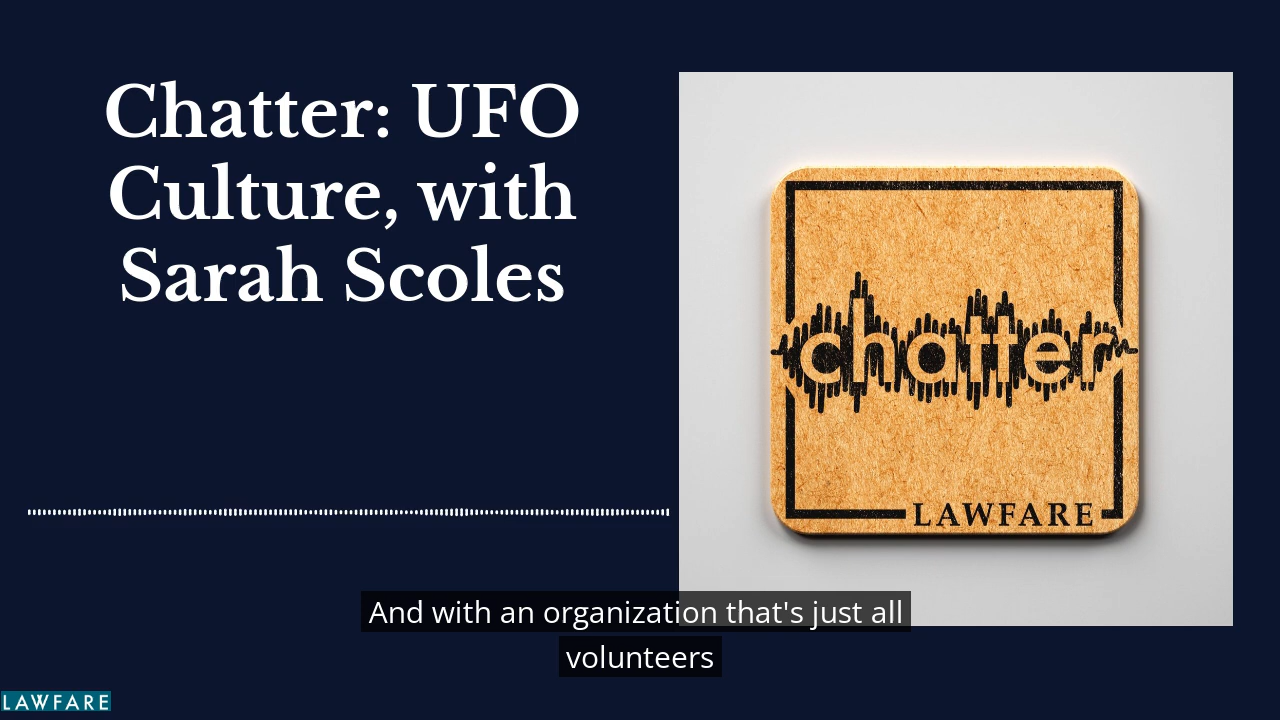 Chatter: UFO
Culture, with
Sarah Scoles
chatter
LAWFARE
And with an organization that's just all
volunteers
LAWFARE